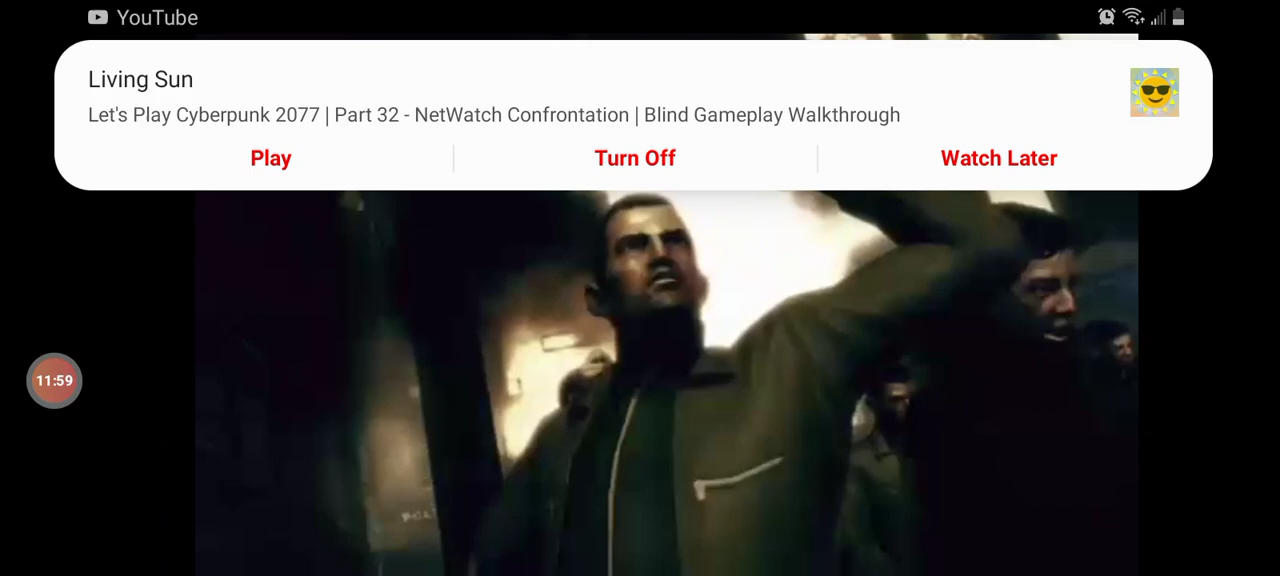 YouTube
Living Sun
Let's Play Cyberpunk 2077 | Part 32 - NetWatch Confrontation | Blind Gameplay Walkthrough
Play
Turn Off
Watch Later
11:59